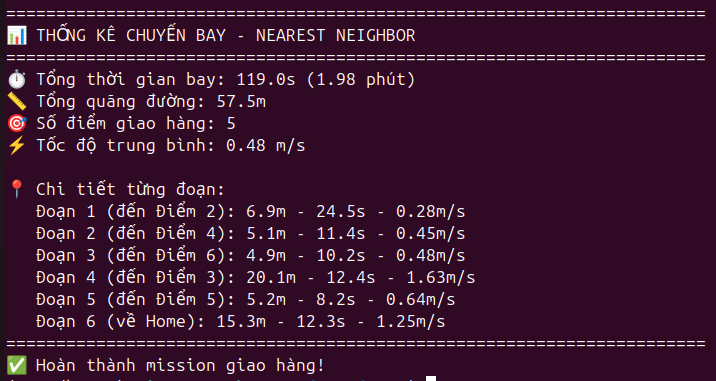 ======================================================================
📊 THỐNG KÊ CHUYẾN BAY - NEAREST NEIGHBOR
======================================================================
⏱️ Tổng thời gian bay: 119.0s (1.98 phút)
📏 Tổng quãng đường: 57.5m
🎯 Số điểm giao hàng: 5
⚡ Tốc độ trung bình: 0.48 m/s
📍 Chi tiết từng đoạn:
Đoạn 1 (đến Điểm 2): 6.9m - 24.5s - 0.28m/s
Đoạn 2 (đến Điểm 4): 5.1m - 11.4s - 0.45m/s
Đoạn 3 (đến Điểm 6): 4.9m - 10.2s - 0.48m/s
Đoạn 4 (đến Điểm 3): 20.1m - 12.4s - 1.63m/s
Đoạn 5 (đến Điểm 5): 5.2m - 8.2s - 0.64m/s
Đoạn 6 (về Home): 15.3m - 12.3s - 1.25m/s
======================================================================
✅ Hoàn thành mission giao hàng!